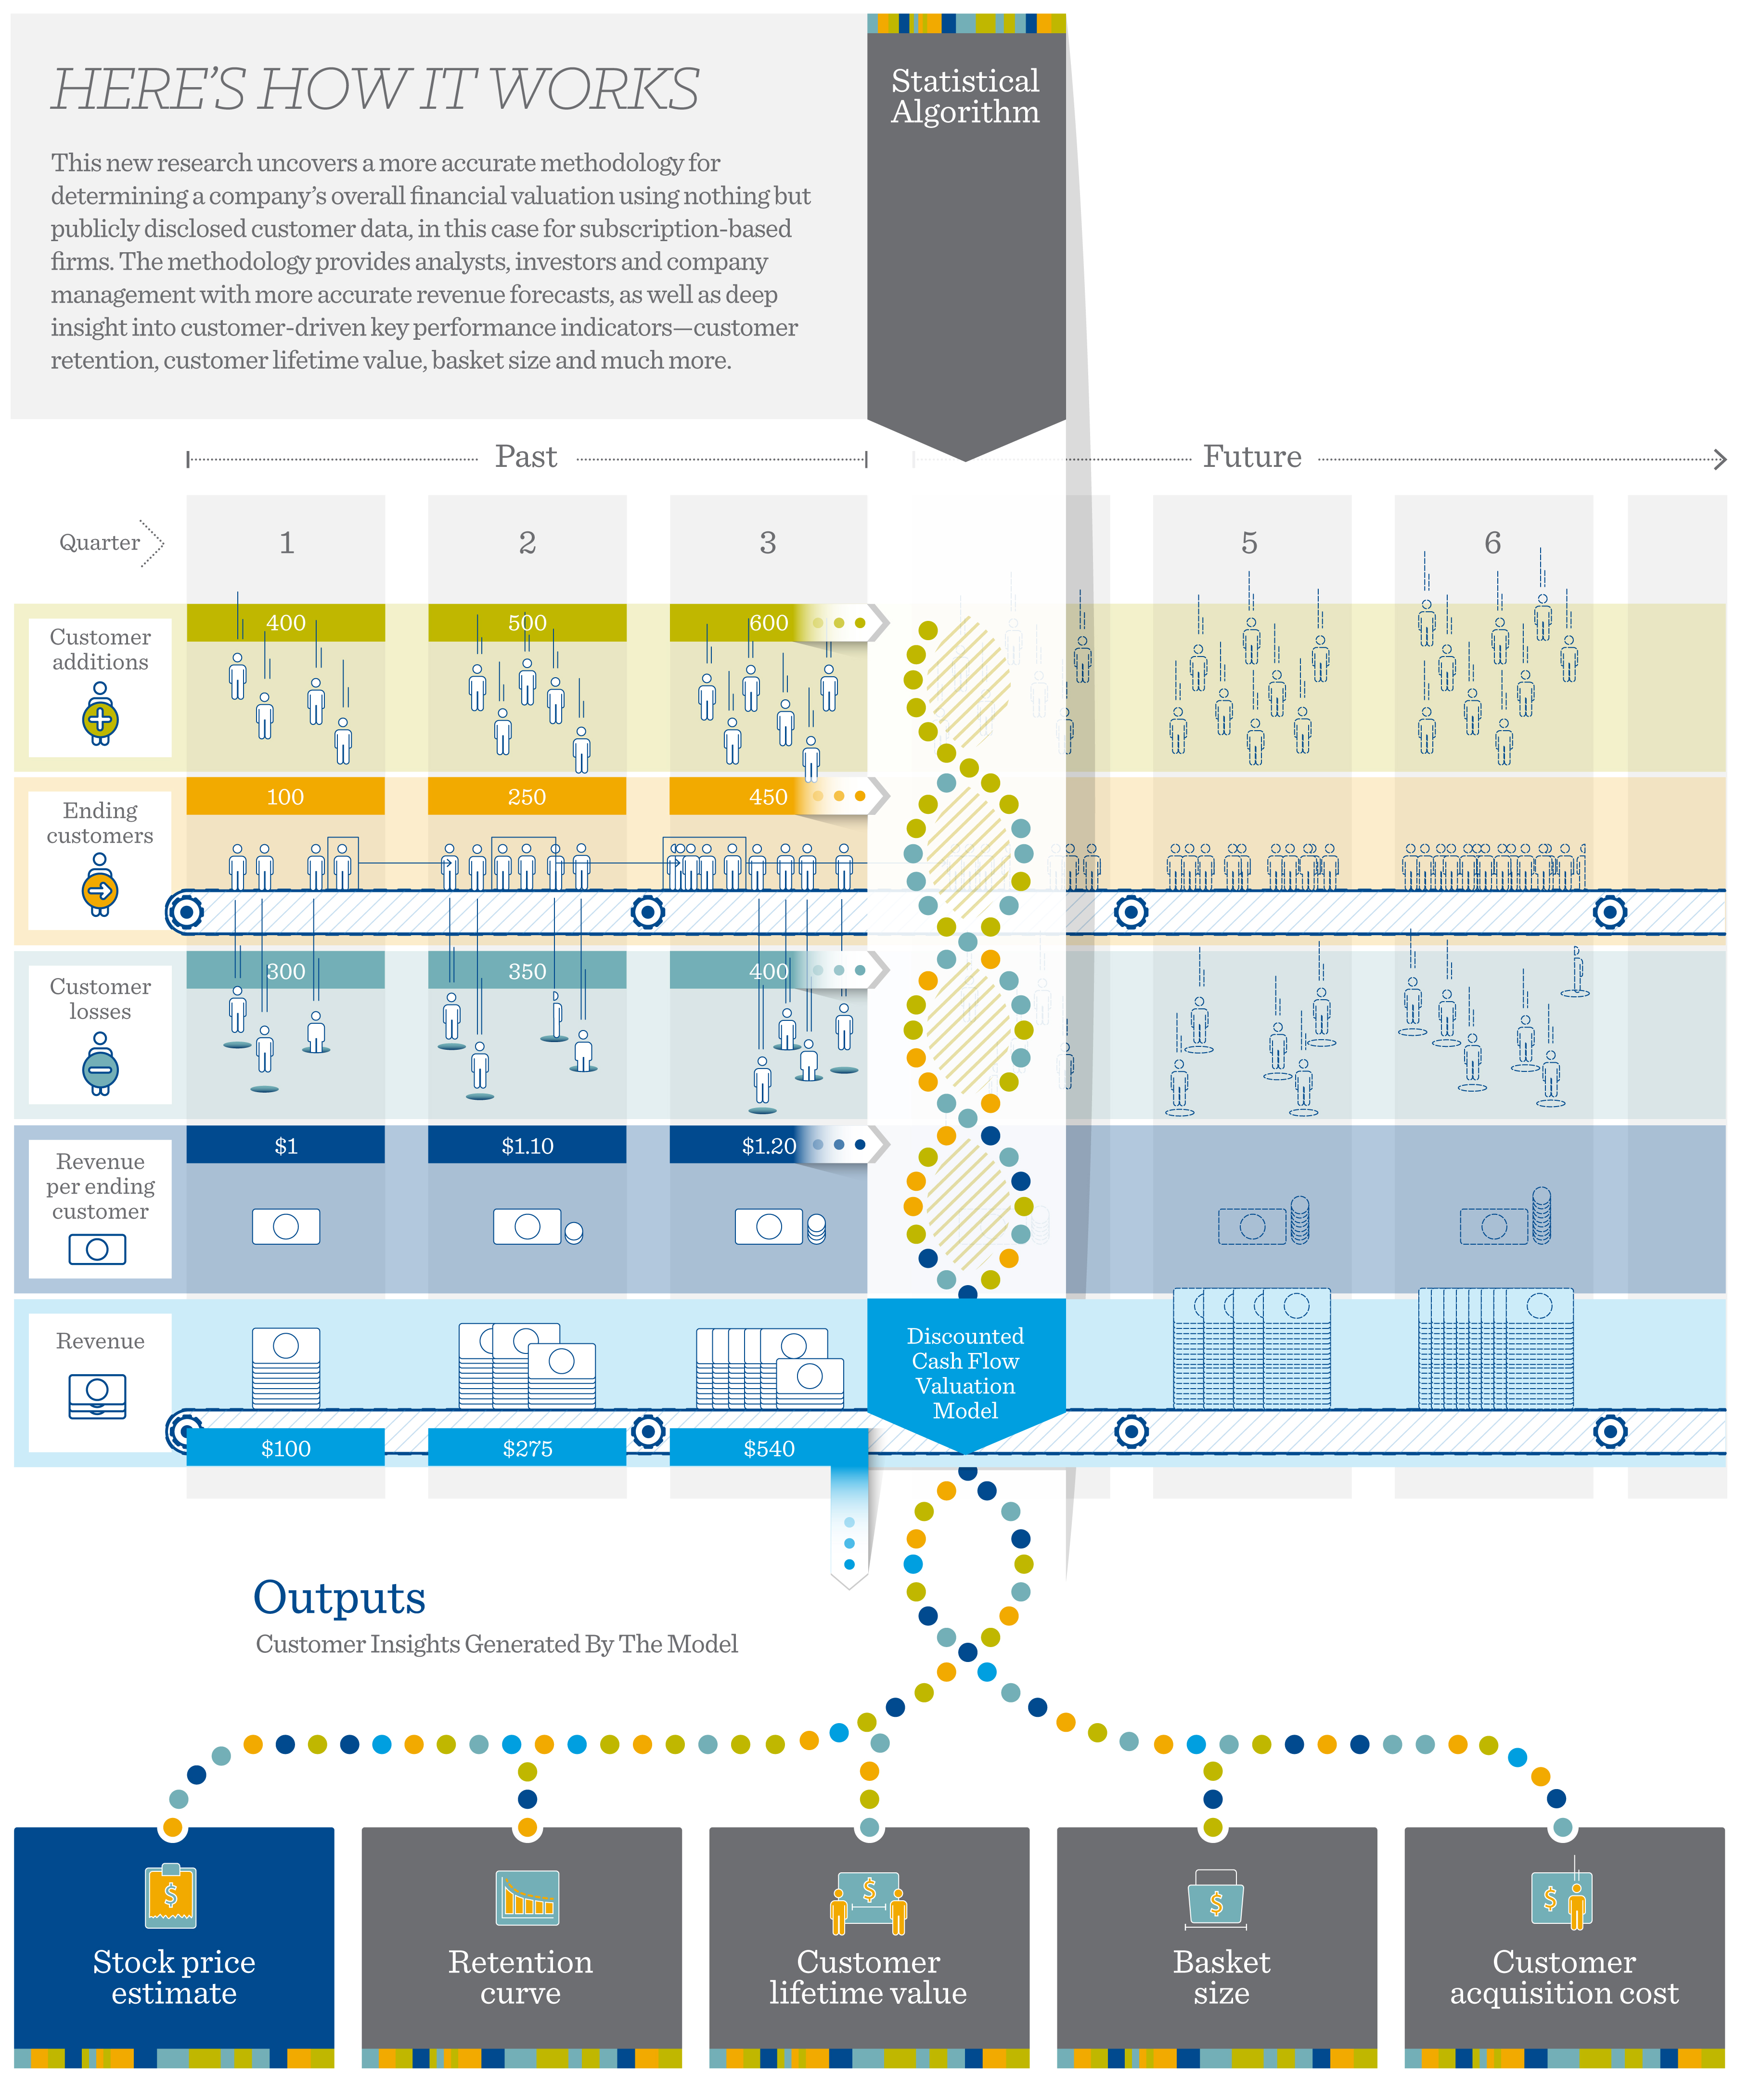 HERE'S HOW IT WORKS
This new research uncovers a more accurate methodology for
determining a company's overall financial valuation using nothing but
publicly disclosed customer data, in this case for subscription-based
firms. The methodology provides analysts, investors and company
management with more accurate revenue forecasts, as well as deep
insight into customer-driven key performance indicators—customer
retention, customer lifetime value, basket size and much more.
Statistical
Algorithm
Past
Future
Quarter
1
2
3
5
6
Customer
additions
400
500
600
Ending
customers
100
250
450
Customer
losses
300
350
400
Revenue
per ending
customer
$1
$1.10
$1.20
Revenue
$100
$275
$540
Discounted
Cash Flow
Valuation
Model
Outputs
Customer Insights Generated By The Model
$
Stock price
estimate
Retention
curve
$
Customer
lifetime value
$
Basket
size
$
Customer
acquisition cost